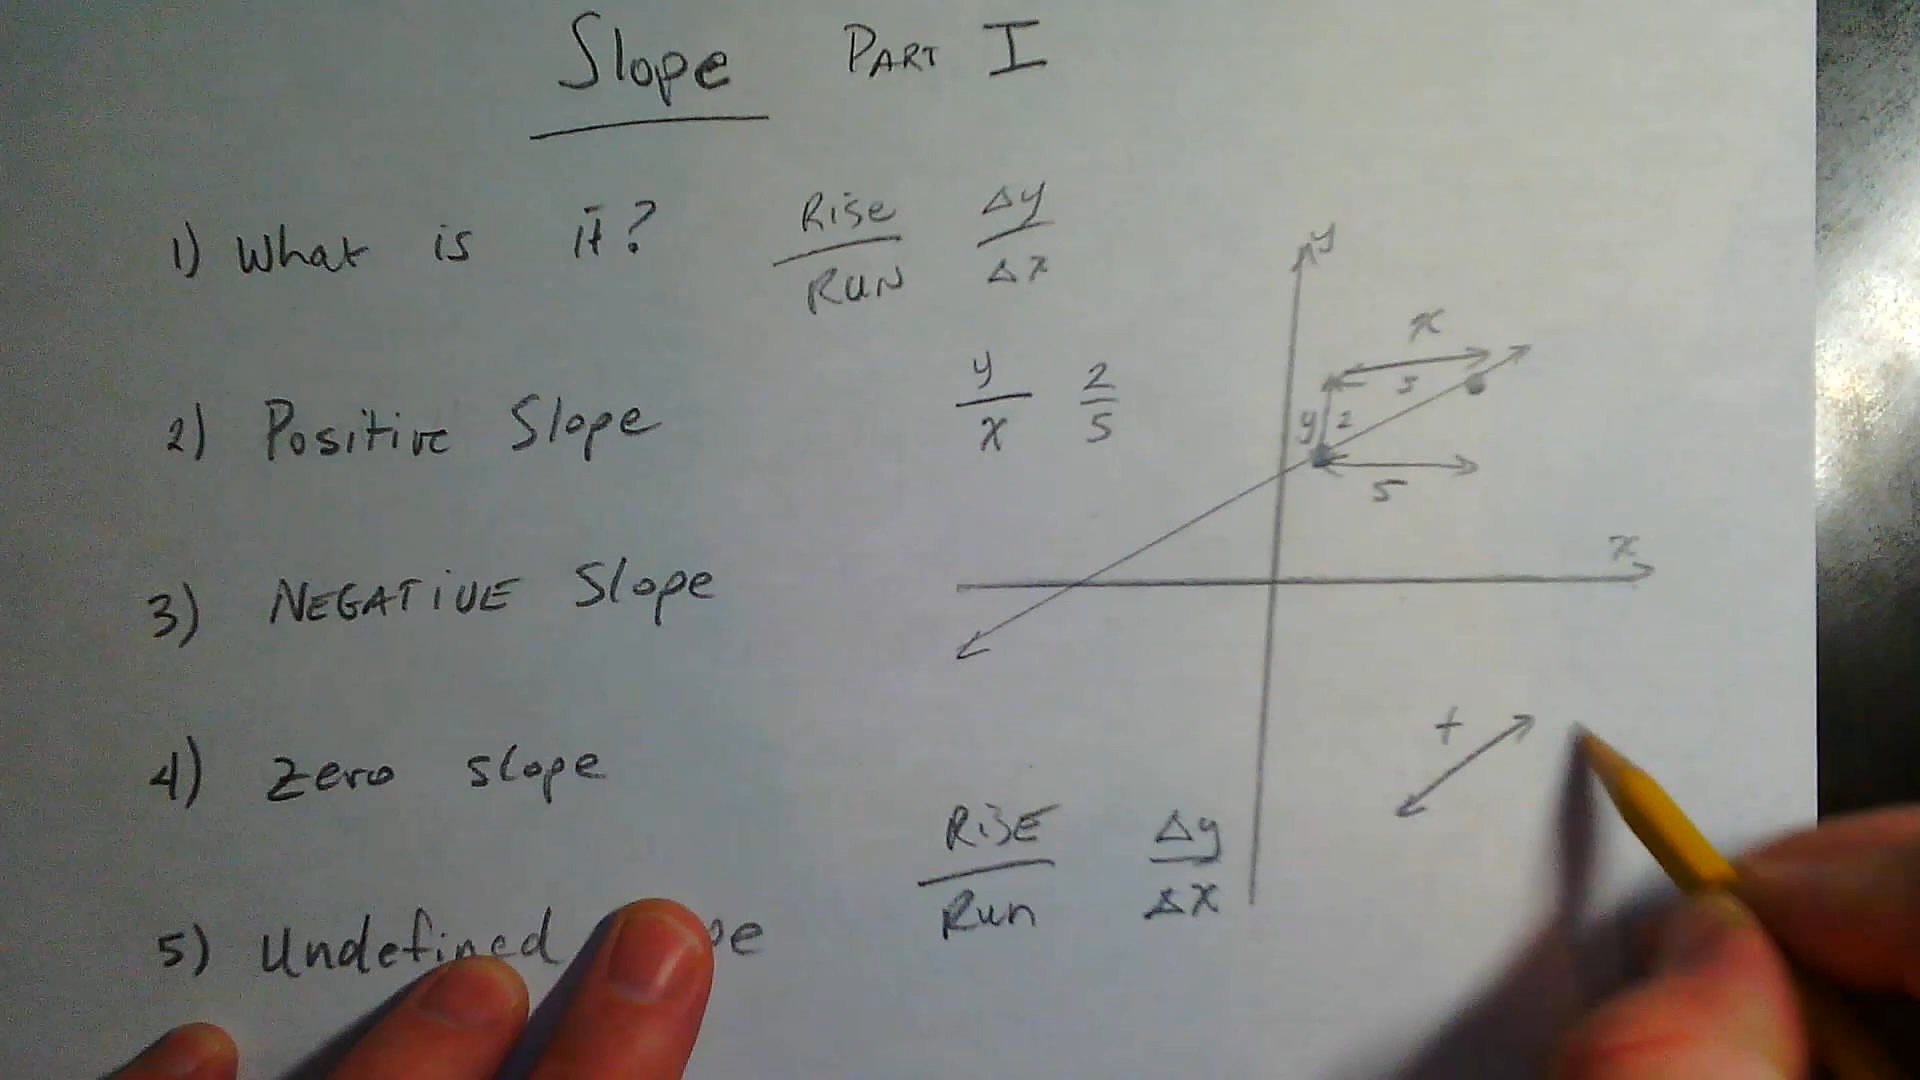 Slope PART I
1) What is it?
Rise Δy
RUN Δx
y 2
x 5
2) Positive Slope
3) NEGATIVE Slope
4) Zero slope
5) Undefined
y
x
5
y 2
5
x
+
RISE Δy
Run Δx